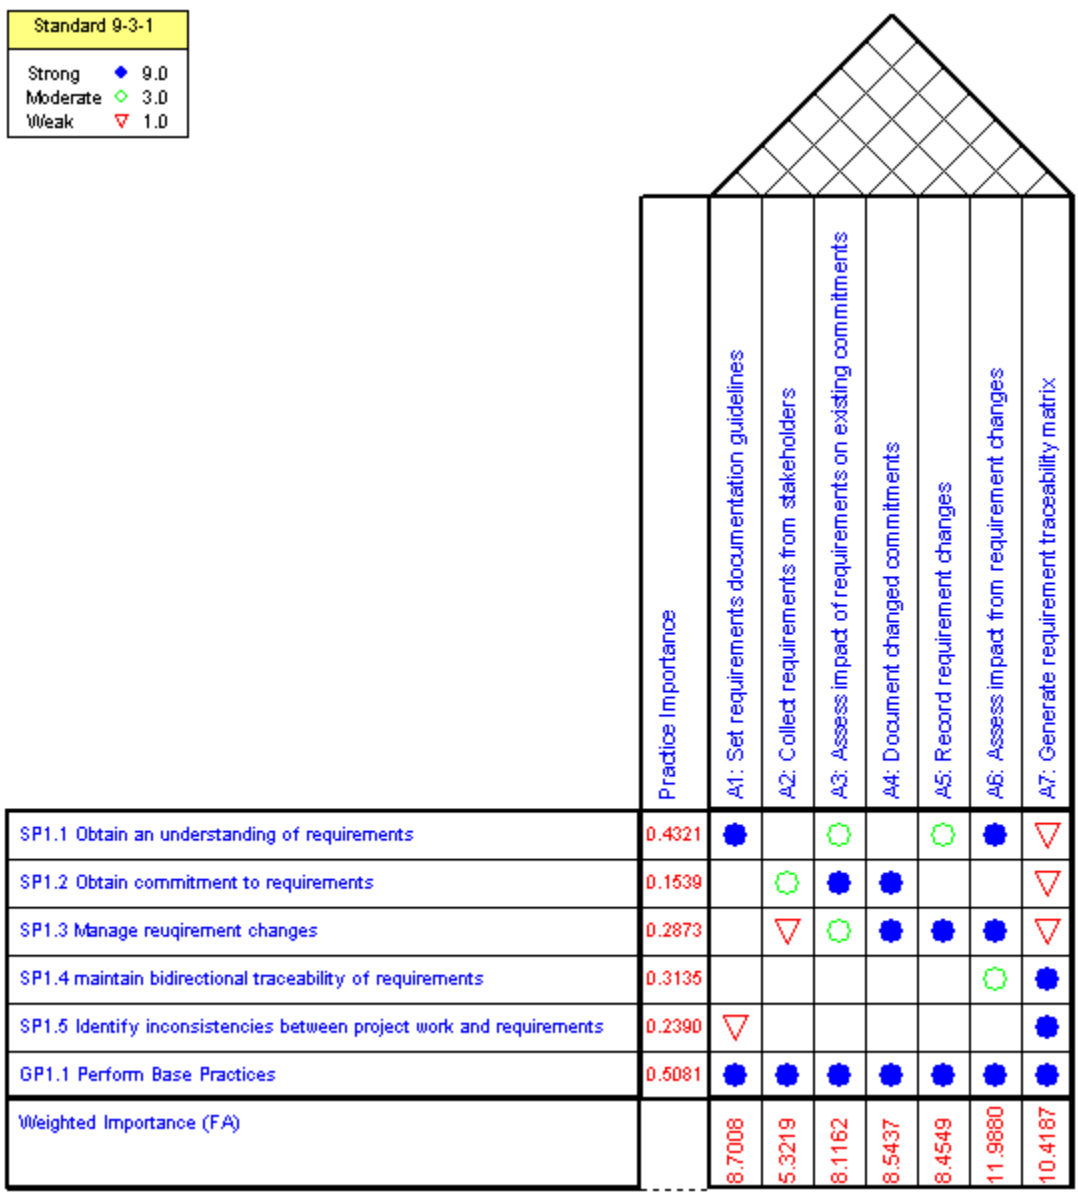 Standard 9-3-1
Strong 9.0
Moderate 3.0
Weak 1.0
Practice Importance
A1: Set requirements documentation guidelines
A2: Collect requirements from stakeholders
A3: Assess impact of requirements on existing commitments
A4: Document changed commitments
A5: Record requirement changes
A6: Assess impact from requirement changes
A7: Generate requirement traceability matrix
SP1.1 Obtain an understanding of requirements 0.4321
SP1.2 Obtain commitment to requirements 0.1539
SP1.3 Manage reuqirement changes 0.2873
SP1.4 maintain bidirectional traceability of requirements 0.3135
SP1.5 Identify inconsistencies between project work and requirements 0.2390
GP1.1 Perform Base Practices 0.5081
Weighted Importance (FA) 8.7008 5.3219 8.1162 8.5437 8.4549 11.9880 10.4187